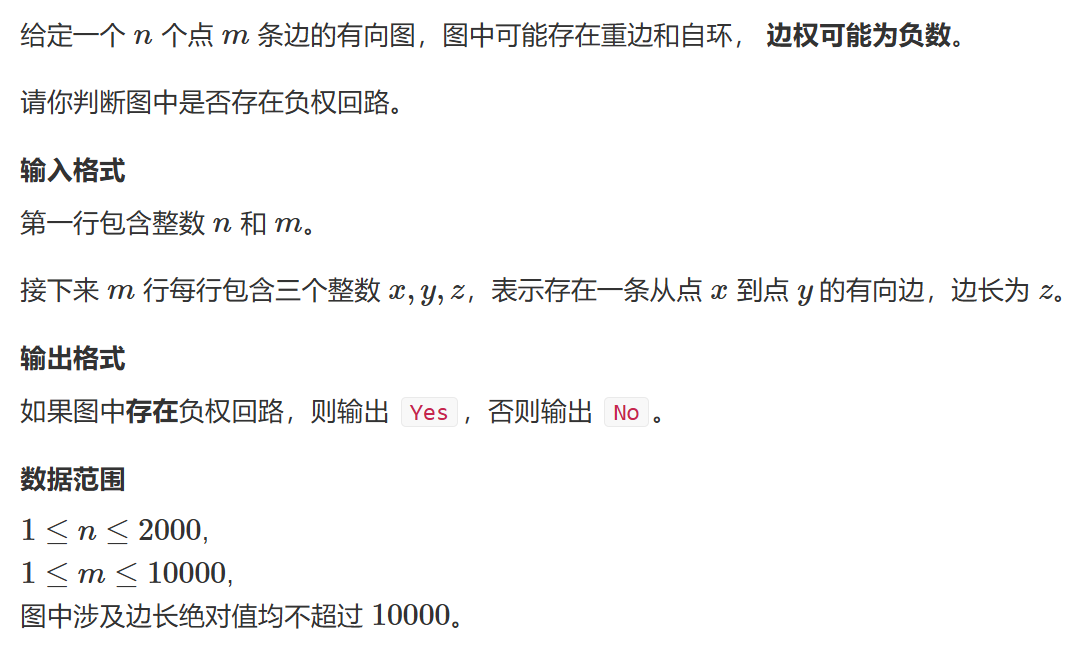 给定一个 n 个点 m 条边的有向图，图中可能存在重边和自环， 边权可能为负数。
请你判断图中是否存在负权回路。
输入格式
第一行包含整数 n 和 m。
接下来 m 行每行包含三个整数 x, y, z，表示存在一条从点 x 到点 y 的有向边，边长为 z。
输出格式
如果图中存在负权回路，则输出 Yes，否则输出 No。
数据范围
1 ≤ n ≤ 2000,
1 ≤ m ≤ 10000,
图中涉及边长绝对值均不超过 10000。